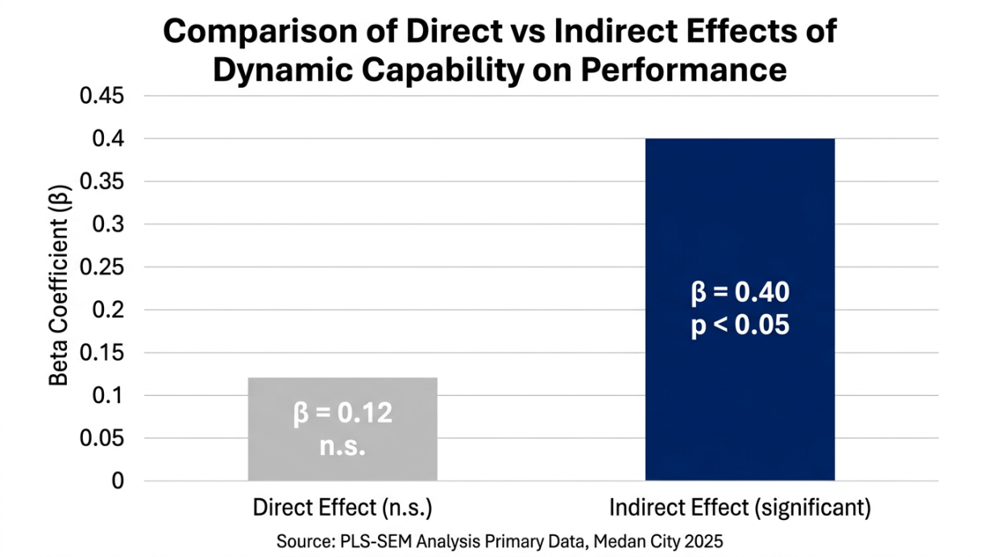 Comparison of Direct vs Indirect Effects of
Dynamic Capability on Performance
Beta Coefficient (β)
0.45
0.4
0.35
0.3
0.25
0.2
0.15
0.1
0.05
0
β = 0.12
n.s.
β = 0.40
p < 0.05
Direct Effect (n.s.)
Indirect Effect (significant)
Source: PLS-SEM Analysis Primary Data, Medan City 2025